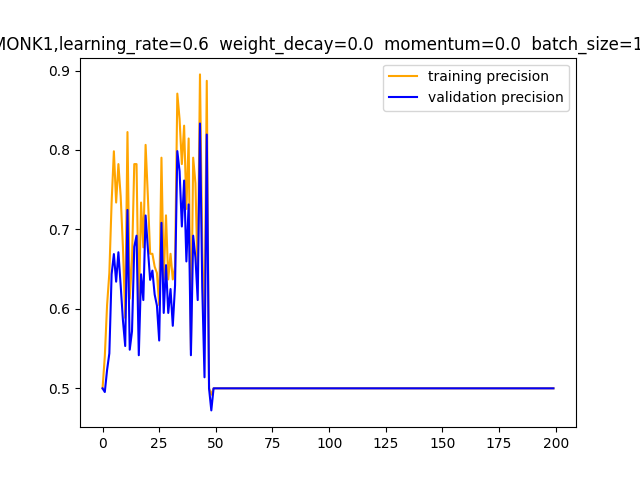 MONK1,learning_rate=0.6 weight_decay=0.0 momentum=0.0 batch_size=1
training precision
validation precision
0.9
0.8
0.7
0.6
0.5
0 25 50 75 100 125 150 175 200